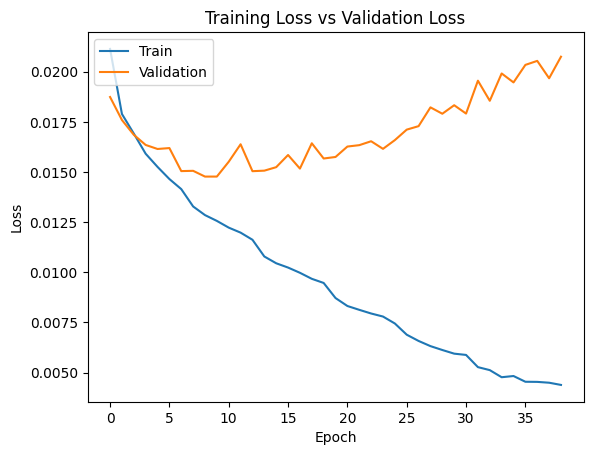 Training Loss vs Validation Loss
Train
Validation
0.0200
0.0175
0.0150
0.0125
0.0100
0.0075
0.0050
Loss
0 5 10 15 20 25 30 35
Epoch